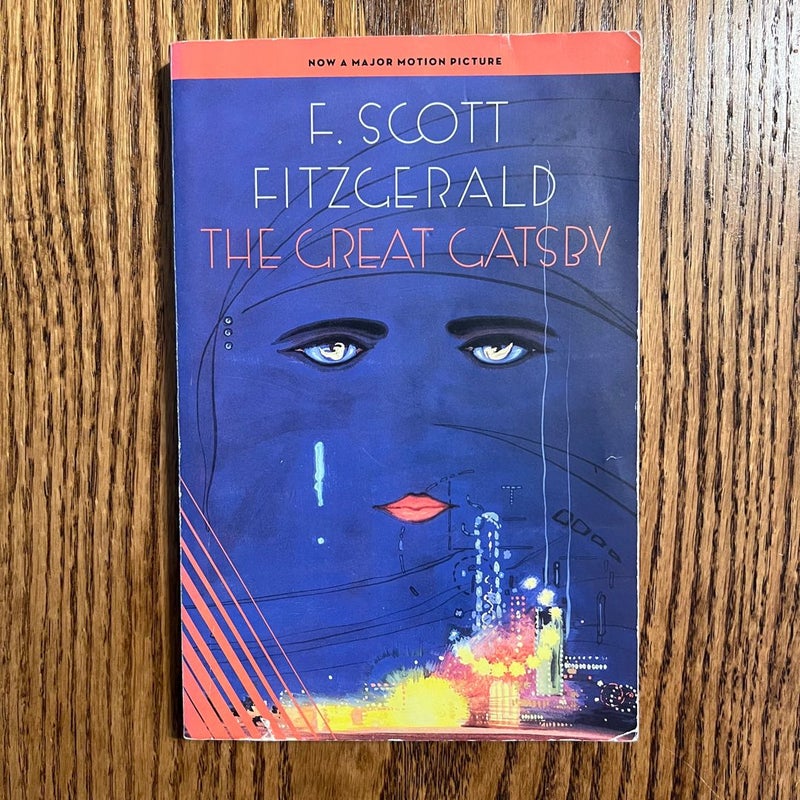 NOW A MAJOR MOTION PICTURE
F. SCOTT
FITZGERALD
THE GREAT GATSBY